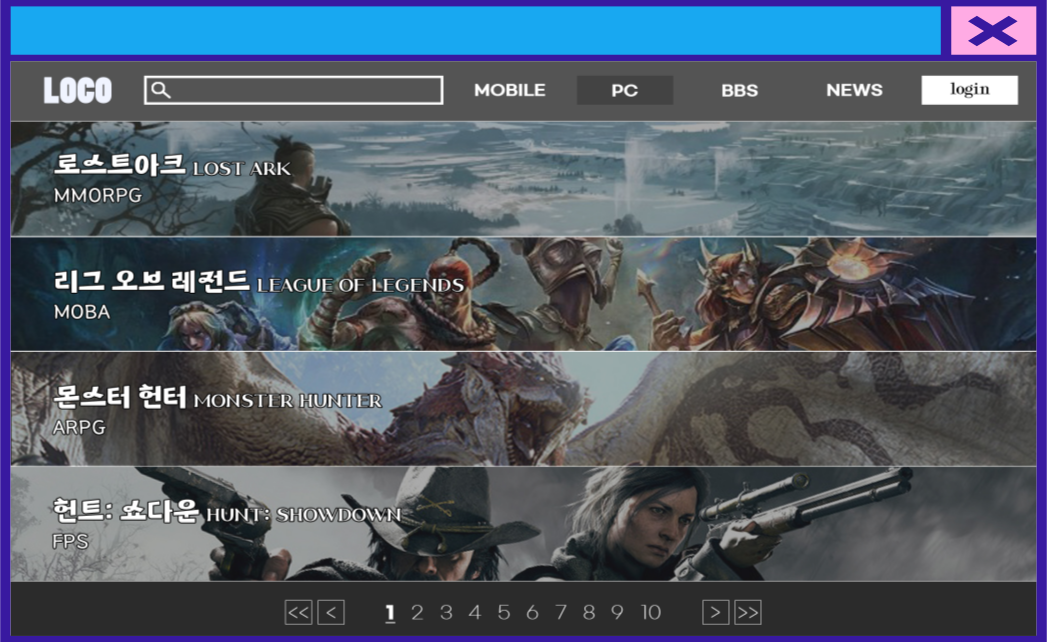 LOCO MOBILE PC BBS NEWS login
로스트아크 LOST ARK
MMORPG
리그 오브 레전드 LEAGUE OF LEGENDS
MOBA
몬스터 헌터 MONSTER HUNTER
ARPG
헌트: 쇼다운 HUNT: SHOWDOWN
FPS
<< < 1 2 3 4 5 6 7 8 9 10 > >>